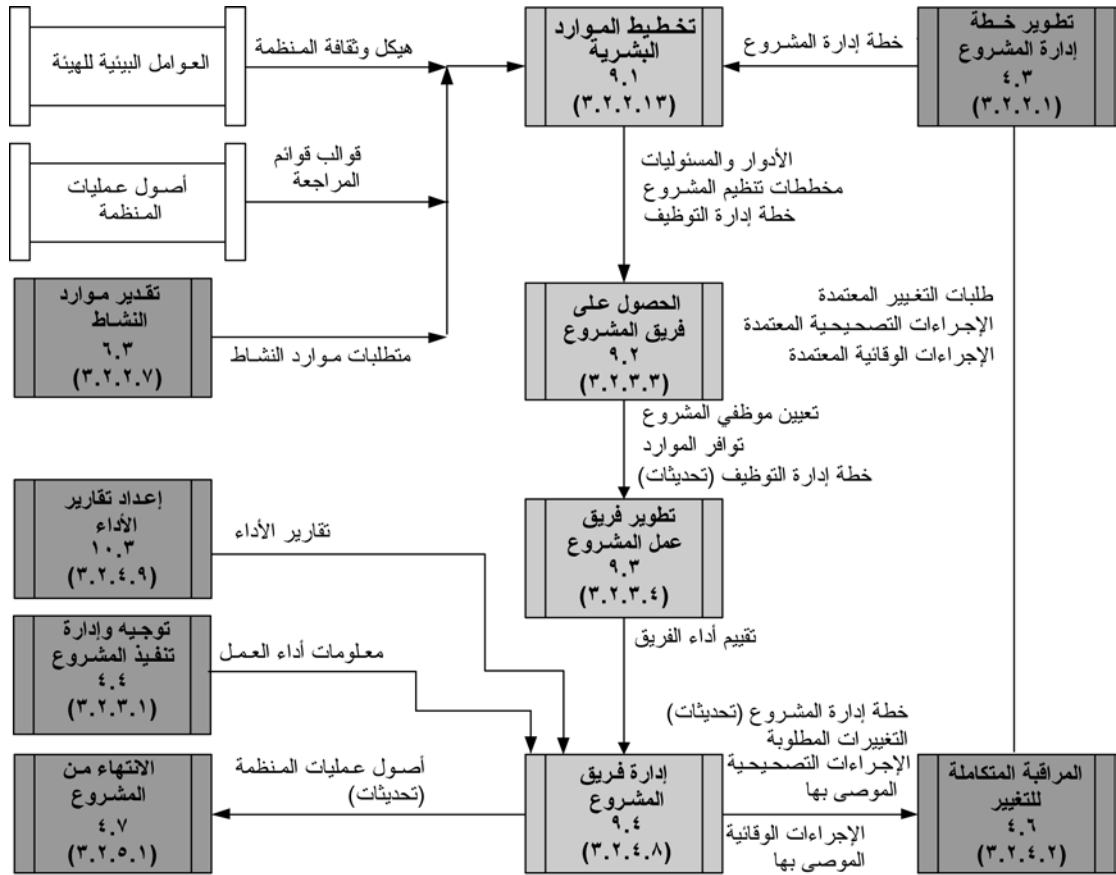 العوامل البيئية للهيئة
هيكل وثقافة المنظمة
تخطيط الموارد
البشرية
٩.١
(٣.٢.٢.١٣)
خطة إدارة المشروع
تطوير خطة
إدارة المشروع
٤.٣
(٣.٢.٢.١)
أصول عمليات
المنظمة
قوالب قوائم
المراجعة
الأدوار والمسئوليات
مخططات تنظيم المشروع
خطة إدارة التوظيف
تقدير موارد
النشاط
٦.٣
(٣.٢.٢.٧)
متطلبات موارد النشاط
الحصول على
فريق المشروع
٩.٢
(٣.٢.٣.٣)
طلبات التغيير المعتمدة
الإجراءات التصحيحية المعتمدة
الإجراءات الوقائية المعتمدة
تعيين موظفي المشروع
توافر الموارد
خطة إدارة التوظيف (تحديثات)
إعداد تقارير
الأداء
١٠.٣
(٣.٢.٤.٩)
تقارير الأداء
تطوير فريق
عمل المشروع
٩.٣
(٣.٢.٣.٤)
توجيه وإدارة
تنفيذ المشروع
٤.٤
(٣.٢.٣.١)
معلومات أداء العمل
تقييم أداء الفريق
الانتهاء من
المشروع
٤.٧
(٣.٢.٥.١)
أصول عمليات المنظمة
(تحديثات)
إدارة فريق
المشروع
٩.٤
(٣.٢.٤.٨)
خطة إدارة المشروع (تحديثات)
التغييرات المطلوبة
الإجراءات التصحيحية
الموصى بها
الإجراءات الوقائية
الموصى بها
المراقبة المتكاملة
للتغيير
٤.٦
(٣.٢.٤.٢)